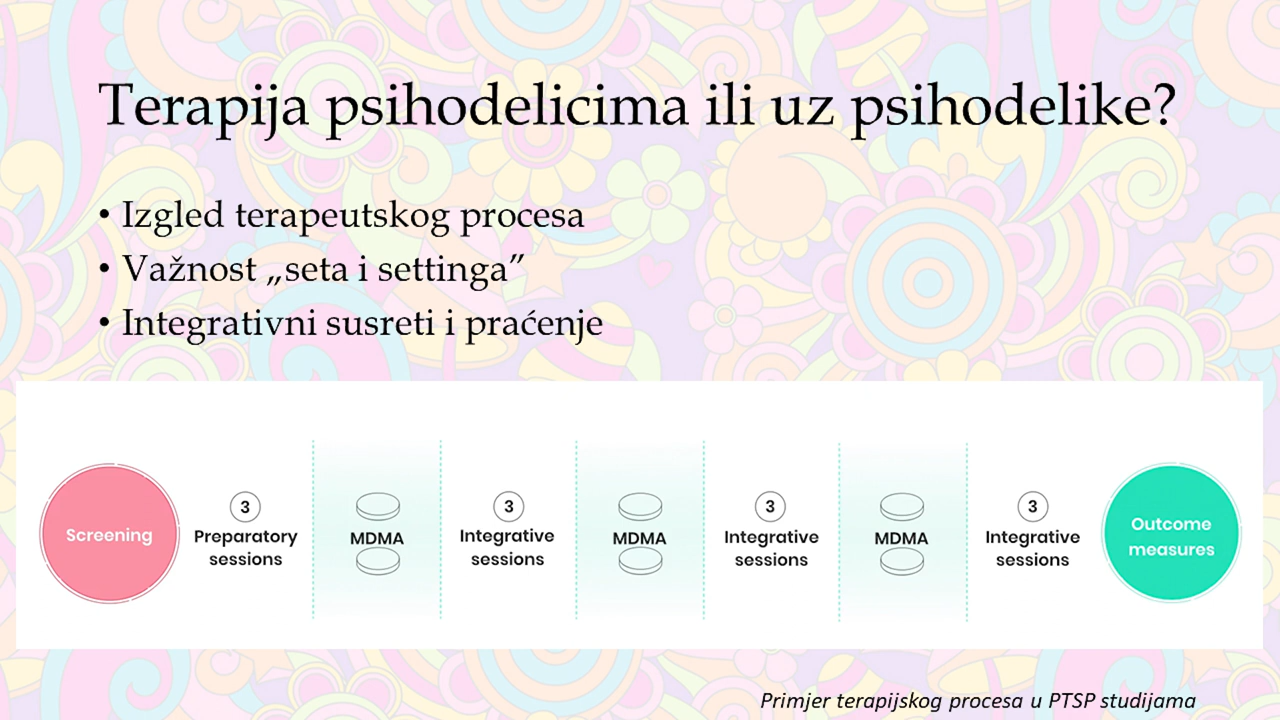 Terapija psihodelicima ili uz psihodelike?
• Izgled terapeutskog procesa
• Važnost „seta i settinga”
• Integrativni susreti i praćenje
Screening
3
Preparatory
sessions
MDMA
3
Integrative
sessions
MDMA
3
Integrative
sessions
MDMA
3
Integrative
sessions
Outcome
measures
Primjer terapijskog procesa u PTSP studijama